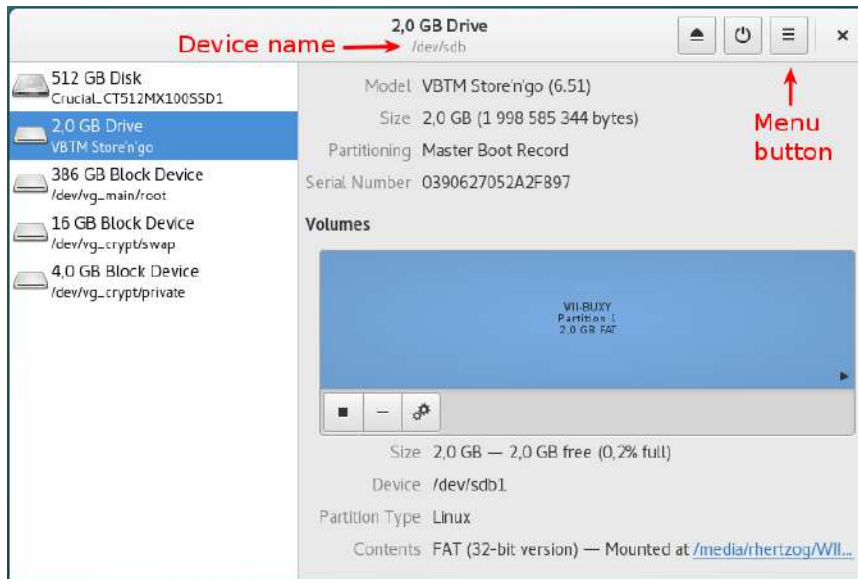 2,0 GB Drive
/dev/sdb
Device name
Menu
button
512 GB Disk
Crucial_CT512MX100SSD1
2,0 GB Drive
VBTM Store'n'go
386 GB Block Device
/dev/vg_main/root
16 GB Block Device
/dev/vg_crypt/swap
4,0 GB Block Device
/dev/vg_crypt/private
Model VBTM Store'n'go (6.51)
Size 2,0 GB (1 998 585 344 bytes)
Partitioning Master Boot Record
Serial Number 0390627052A2F897
Volumes
WII-BUXY
Partition 1
2.0 GB FAT
Size 2,0 GB — 2,0 GB free (0,2% full)
Device /dev/sdb1
Partition Type Linux
Contents FAT (32-bit version) — Mounted at /media/rhertzog/WII...